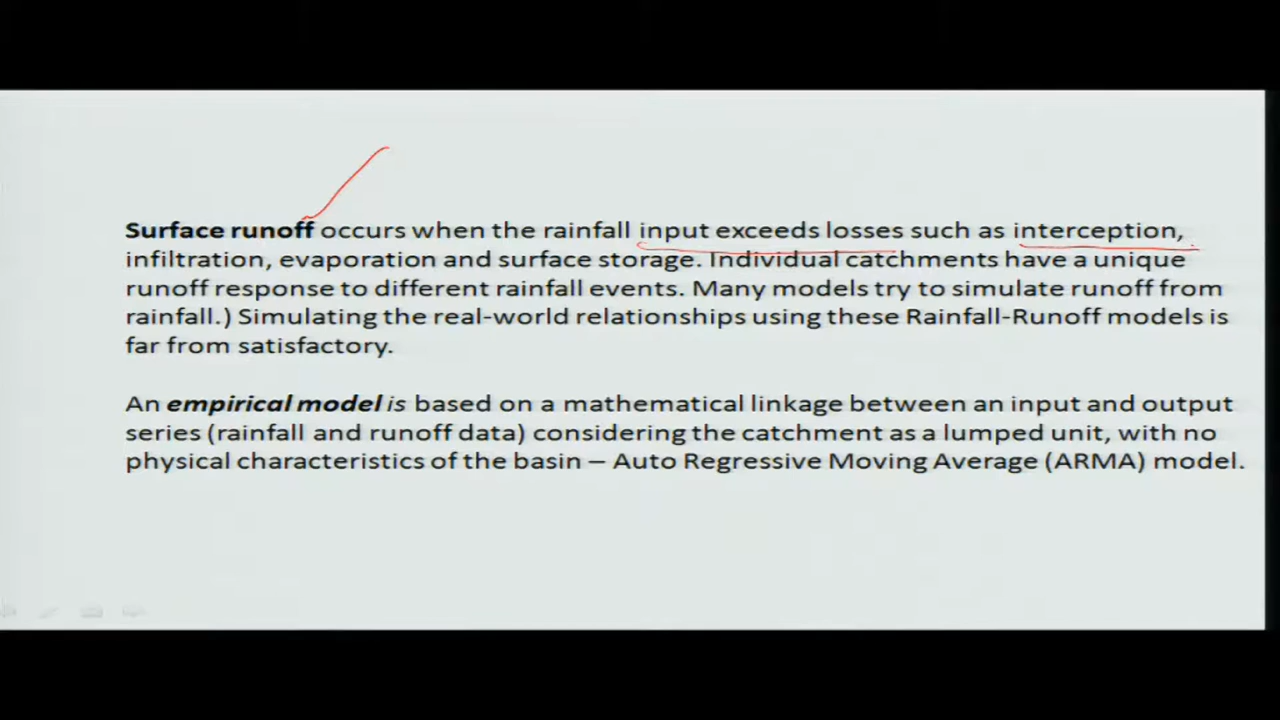 Surface runoff occurs when the rainfall input exceeds losses such as interception,
infiltration, evaporation and surface storage. Individual catchments have a unique
runoff response to different rainfall events. Many models try to simulate runoff from
rainfall.) Simulating the real-world relationships using these Rainfall-Runoff models is
far from satisfactory.
An empirical model is based on a mathematical linkage between an input and output
series (rainfall and runoff data) considering the catchment as a lumped unit, with no
physical characteristics of the basin – Auto Regressive Moving Average (ARMA) model.